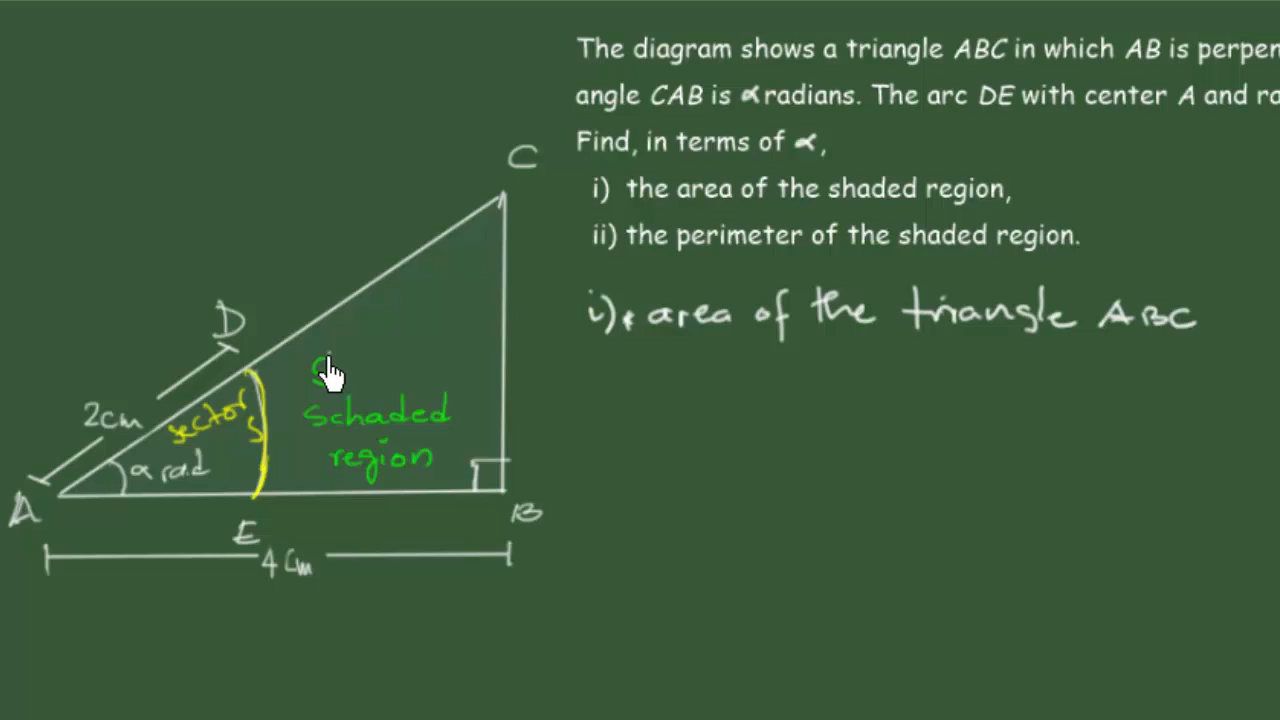 The diagram shows a triangle ABC in which AB is perpen
angle CAB is α radians. The arc DE with center A and ra
Find, in terms of α,
i) the area of the shaded region,
ii) the perimeter of the shaded region.
i) area of the triangle ABC
C
D
2cm
sector
S
schaded
region
α rad
A
E
B
4cm